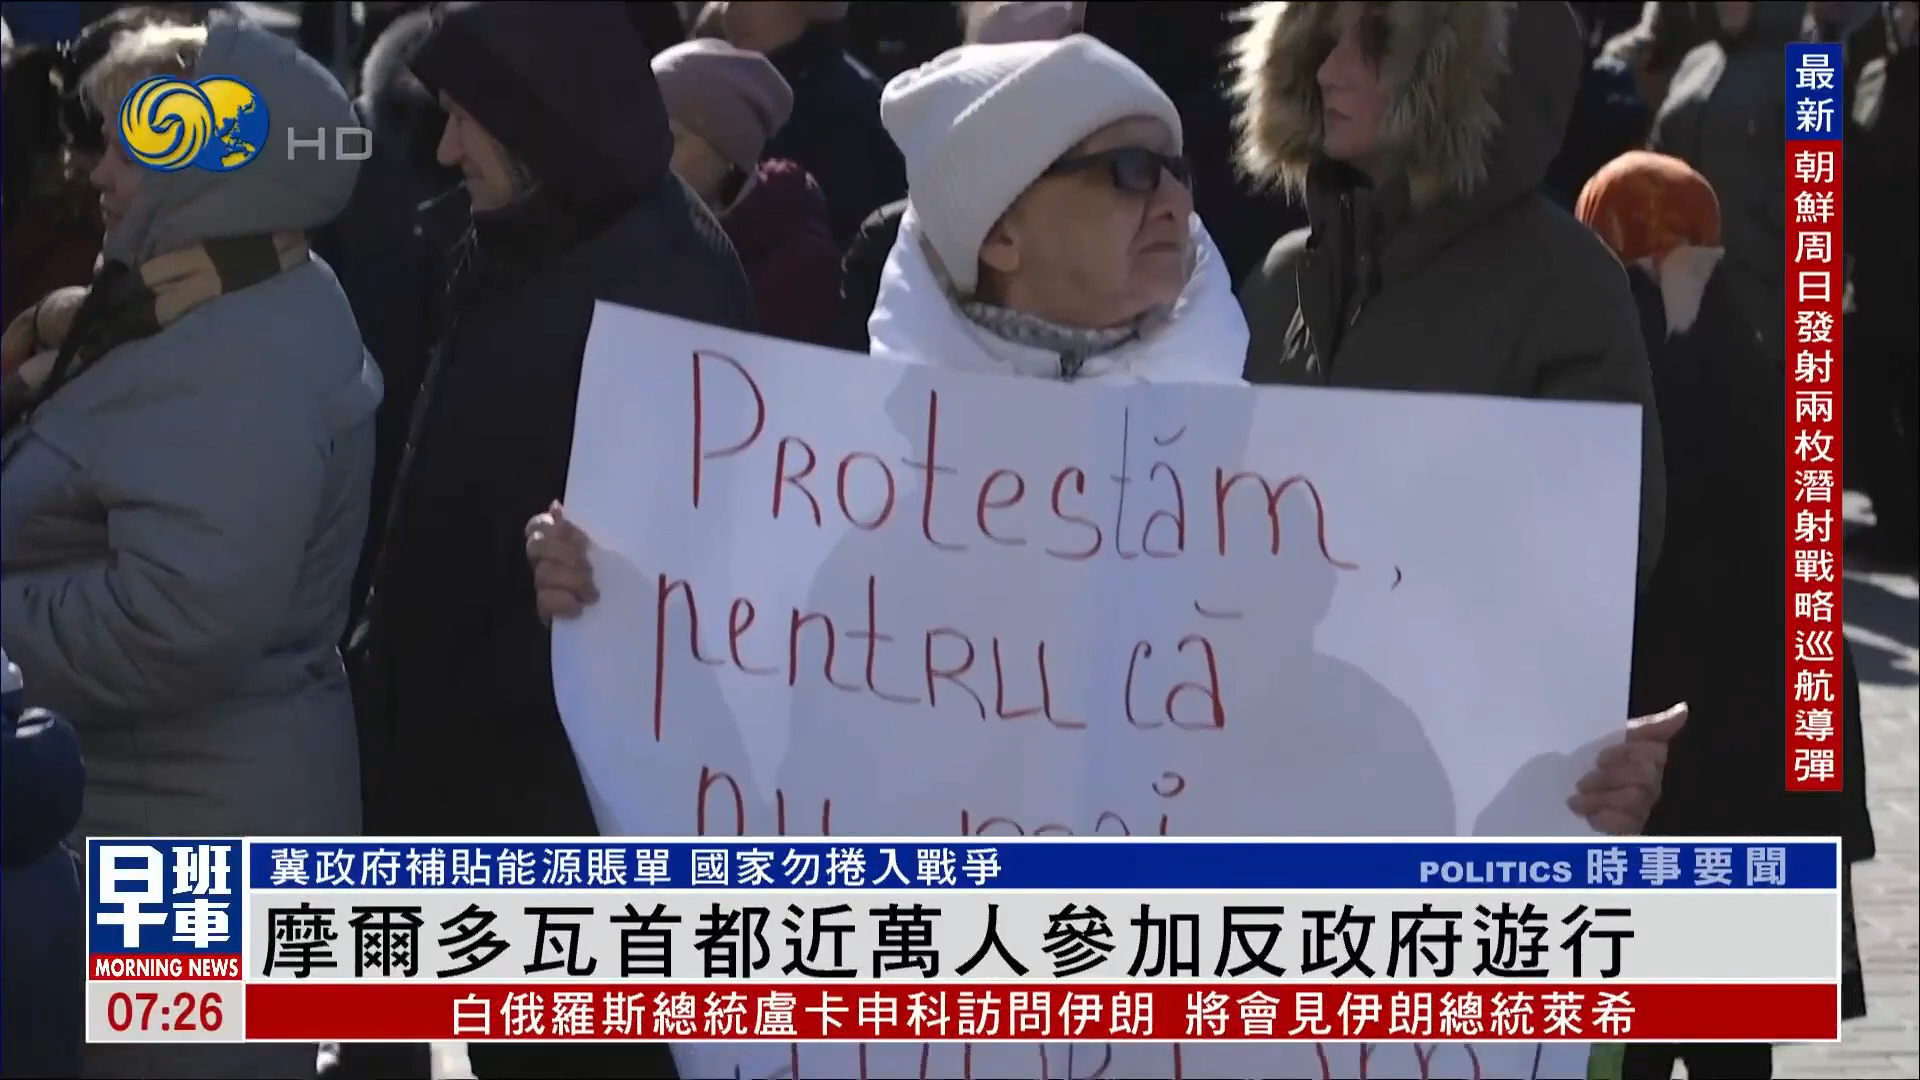 HD
最新
朝鮮周日發射兩枚潛射戰略巡航導彈
Protestăm,
pentru că
nu mai
早班車
MORNING NEWS
07:26
冀政府補貼能源賬單 國家勿捲入戰爭
POLITICS 時事要聞
摩爾多瓦首都近萬人參加反政府遊行
白俄羅斯總統盧卡申科訪問伊朗 將會見伊朗總統萊希